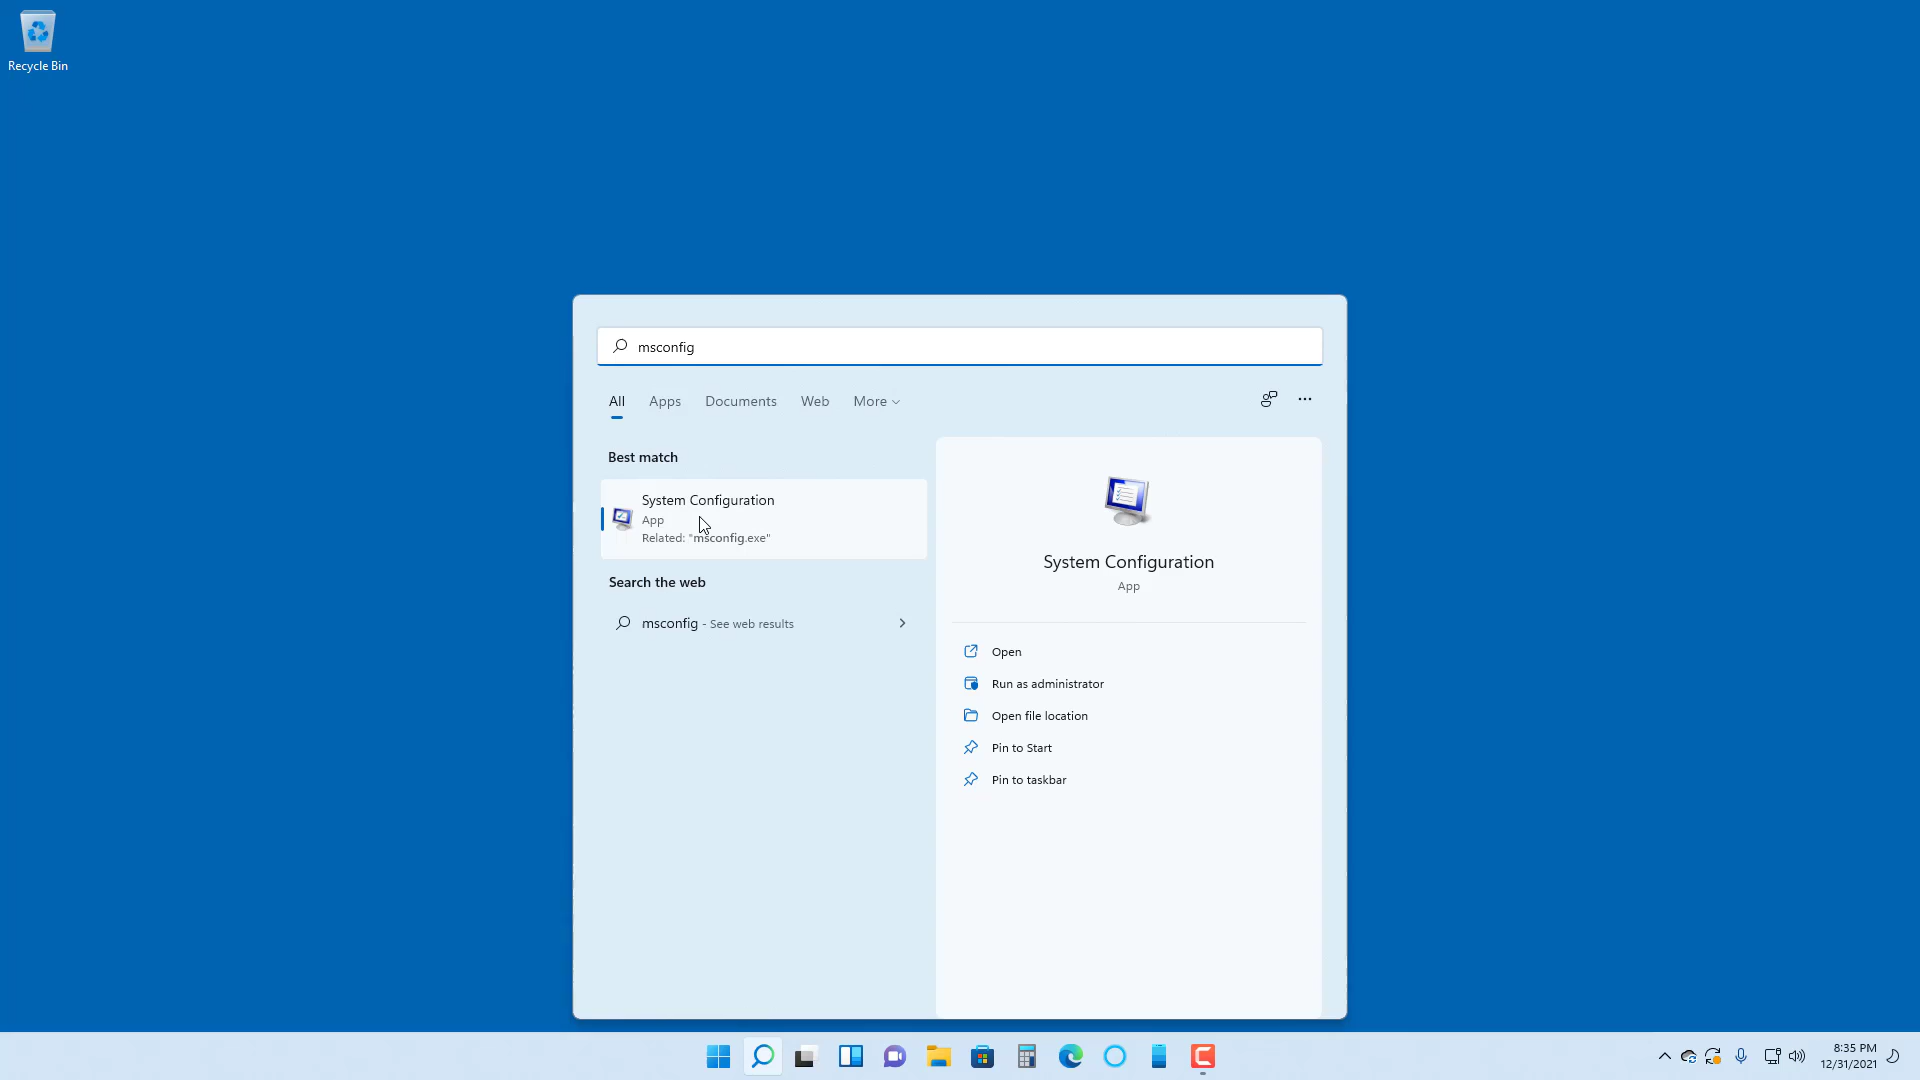 Recycle Bin
msconfig
All Apps Documents Web More
Best match
System Configuration
App
Related: "msconfig.exe"
Search the web
msconfig - See web results
System Configuration
App
Open
Run as administrator
Open file location
Pin to Start
Pin to taskbar
8:35 PM
12/31/2021